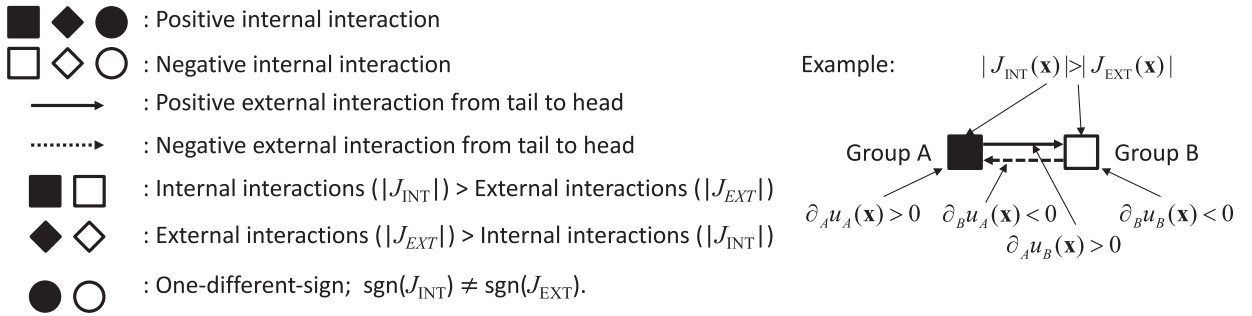 : Positive internal interaction
: Negative internal interaction
: Positive external interaction from tail to head
: Negative external interaction from tail to head
: Internal interactions (|J_INT|) > External interactions (|J_EXT|)
: External interactions (|J_EXT|) > Internal interactions (|J_INT|)
: One-different-sign; sgn(J_INT) ≠ sgn(J_EXT).
Example: |J_INT(x)|>|J_EXT(x)|
Group A Group B
∂_A u_A(x) > 0 ∂_B u_A(x) < 0 ∂_B u_B(x) < 0
∂_A u_B(x) > 0